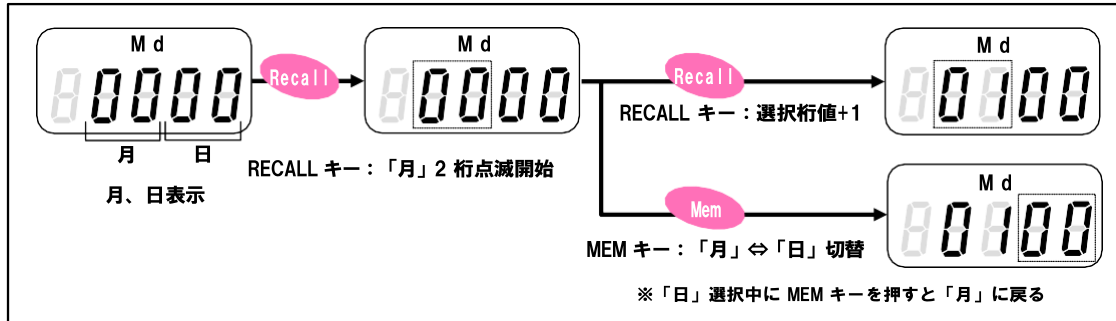 M d
0000
月 日
月、日表示
Recall
M d
0000
RECALL キー：「月」2 桁点滅開始
Recall
RECALL キー：選択桁値+1
M d
0100
Mem
MEM キー：「月」⇔「日」切替
M d
0100
※「日」選択中に MEM キーを押すと「月」に戻る